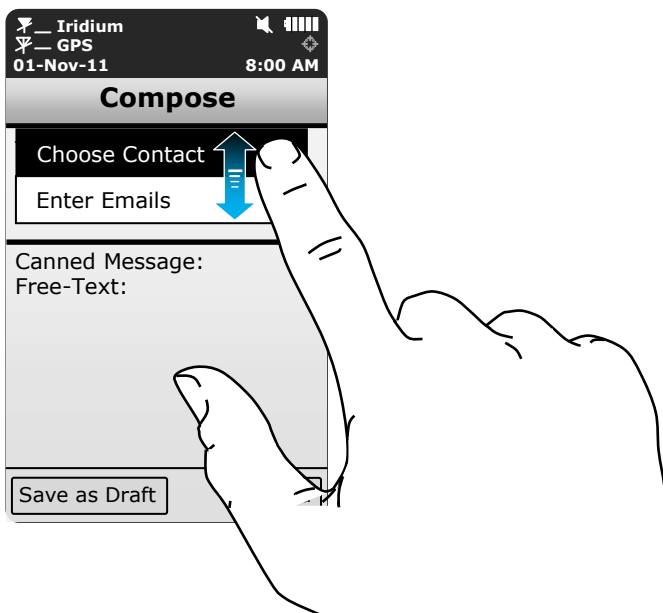 Iridium
GPS
01-Nov-11 8:00 AM
Compose
Choose Contact
Enter Emails
Canned Message:
Free-Text:
Save as Draft